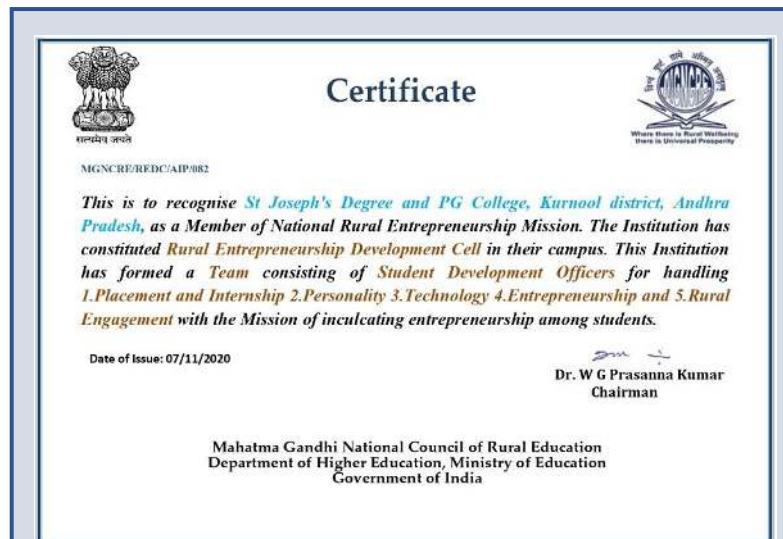 Certificate
सत्यमेव जयते
MGNCRE
Where there is Rural Wellbeing
there is Universal Prosperity
MGNCRE/REDC/AIP/082
This is to recognise St Joseph's Degree and PG College, Kurnool district, Andhra
Pradesh, as a Member of National Rural Entrepreneurship Mission. The Institution has
constituted Rural Entrepreneurship Development Cell in their campus. This Institution
has formed a Team consisting of Student Development Officers for handling
1.Placement and Internship 2.Personality 3.Technology 4.Entrepreneurship and 5.Rural
Engagement with the Mission of inculcating entrepreneurship among students.
Date of Issue: 07/11/2020
Dr. W G Prasanna Kumar
Chairman
Mahatma Gandhi National Council of Rural Education
Department of Higher Education, Ministry of Education
Government of India